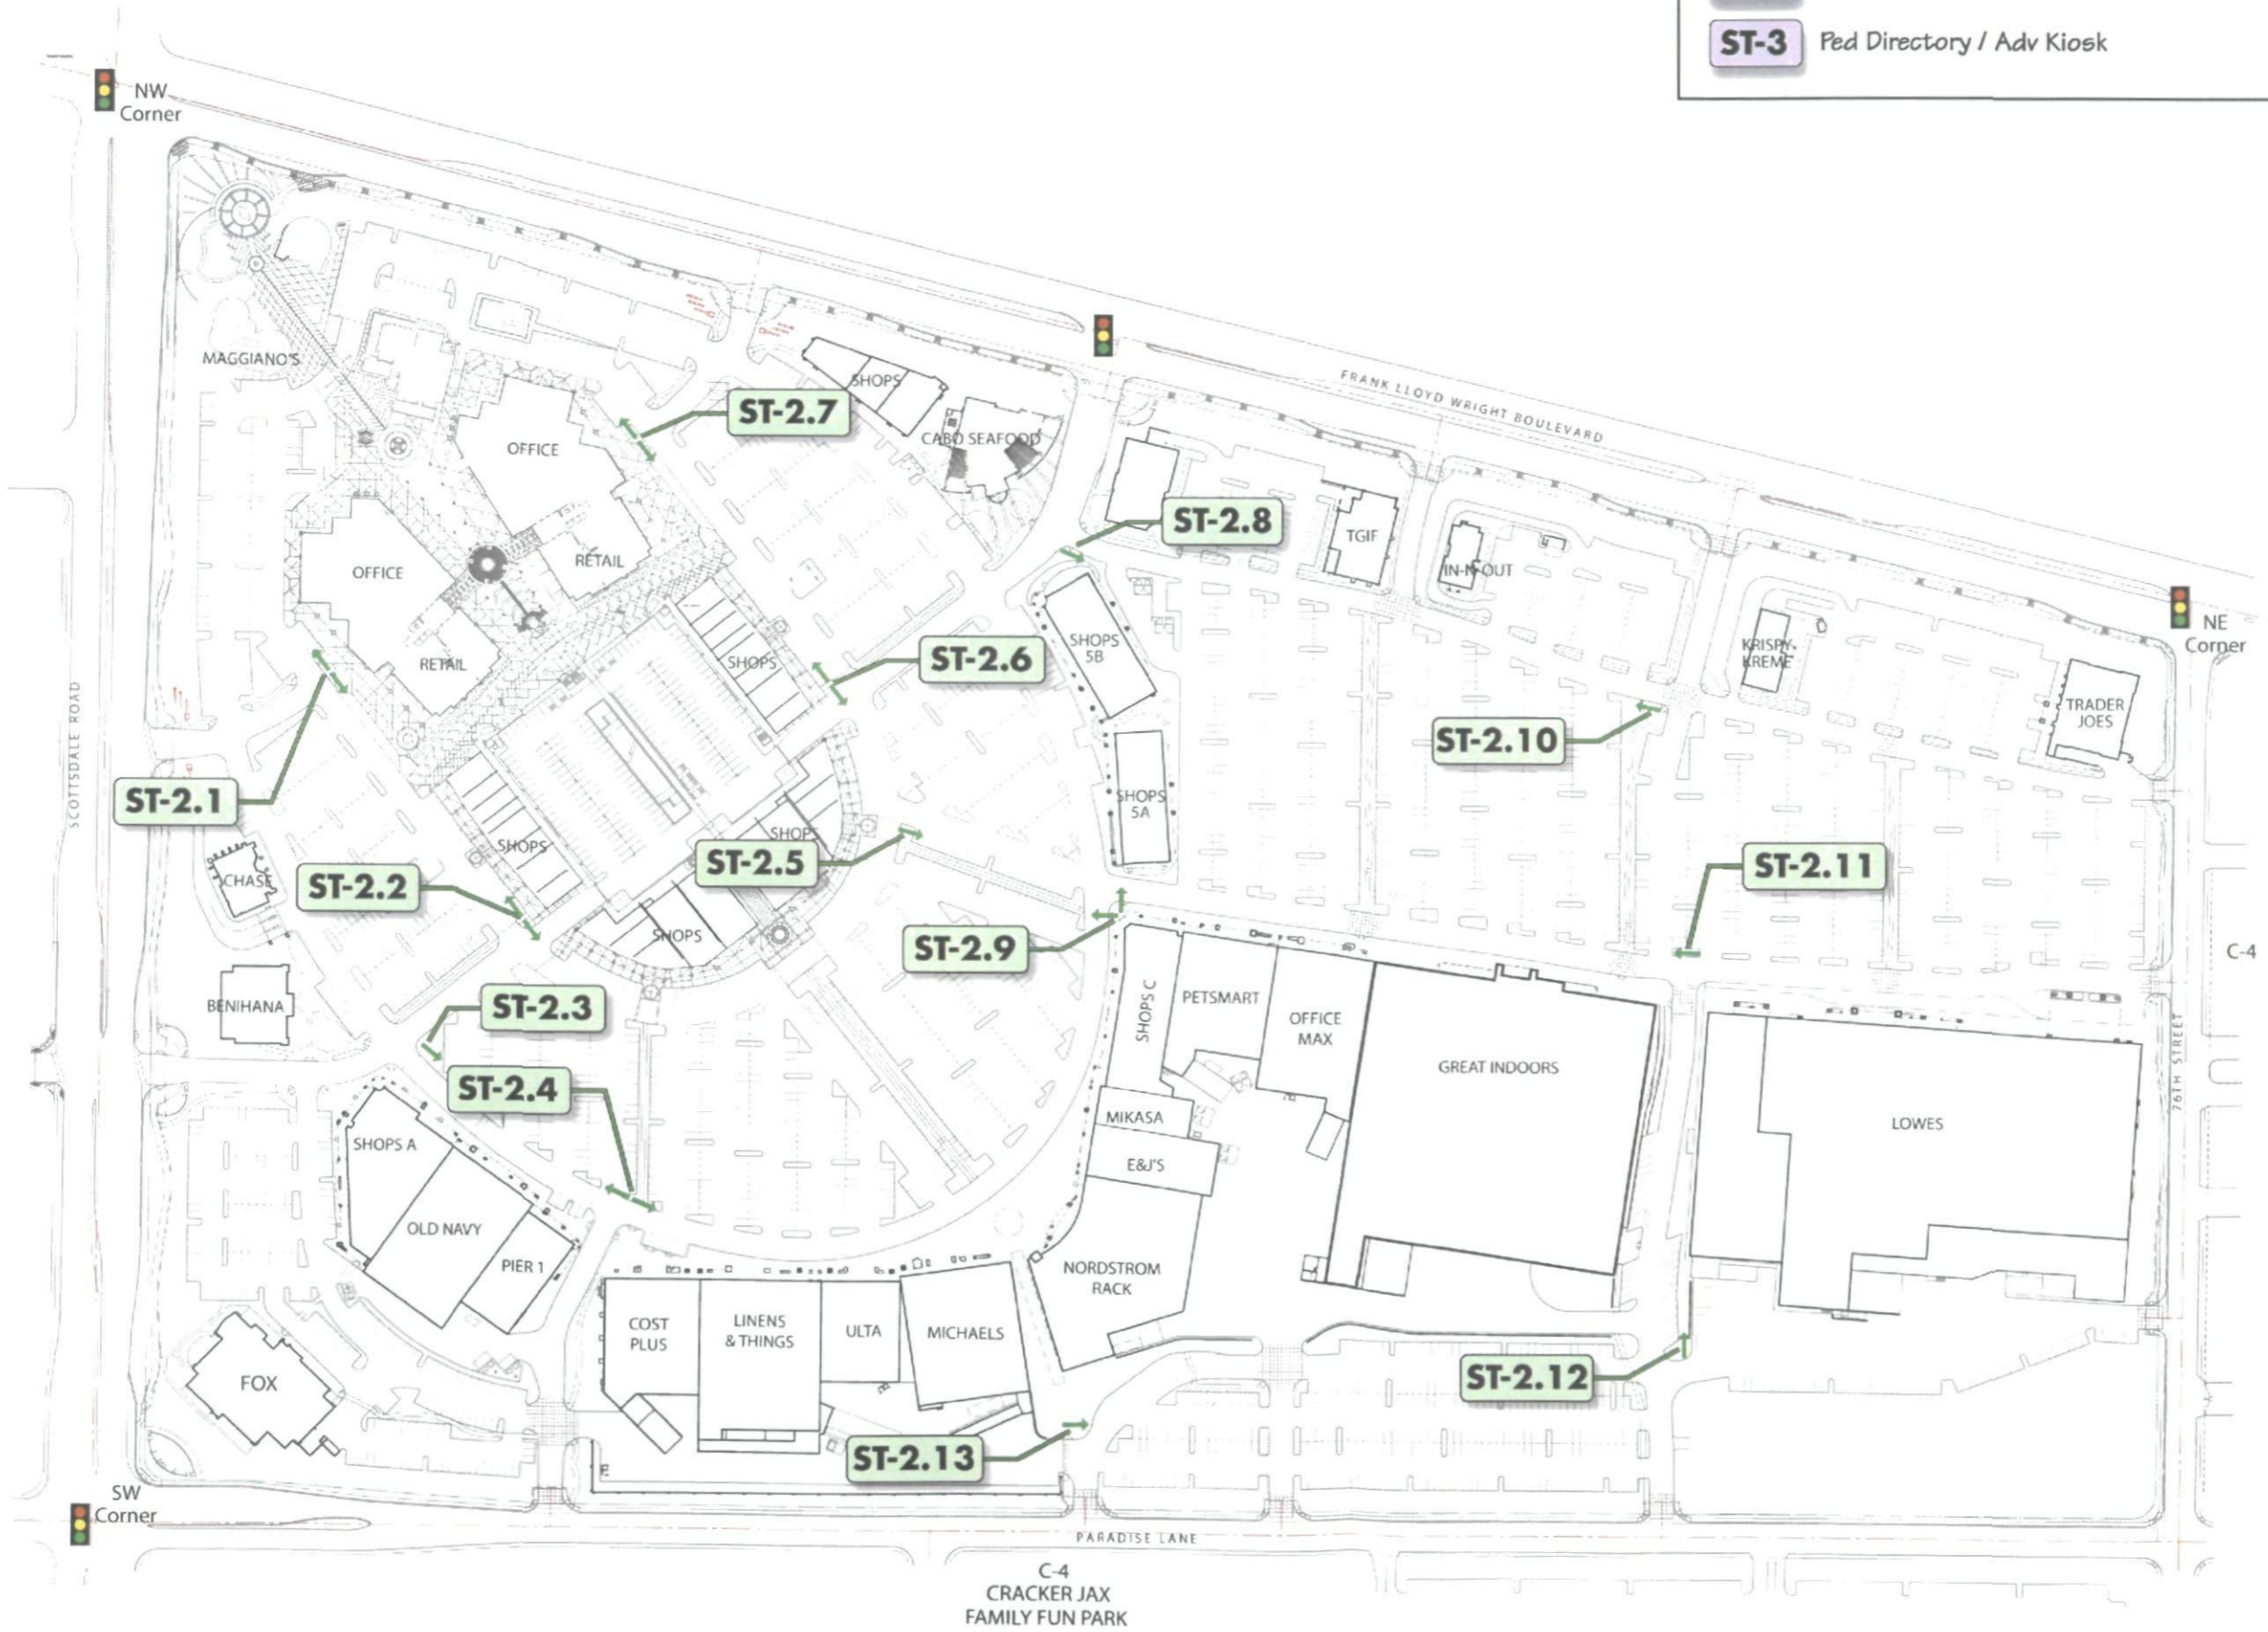 ST-3 Ped Directory / Adv Kiosk
NW
Corner
MAGGIANO'S
SHOPS
FRANK LLOYD WRIGHT BOULEVARD
ST-2.7
CABO SEAFOOD
OFFICE
ST-2.8
TGIF
RETAIL
IN-N-OUT
OFFICE
NE
Corner
SHOPS
5B
KRISPY
KREME
ST-2.6
SHOPS
RETAIL
TRADER
JOES
ST-2.10
SCOTTSDALE ROAD
ST-2.1
SHOPS
5A
SHOPS
SHOPS
ST-2.5
ST-2.11
CHASE
ST-2.2
SHOPS
ST-2.9
C-4
BENIHANA
ST-2.3
SHOPS C
PETSMART
OFFICE
MAX
GREAT INDOORS
76TH STREET
ST-2.4
MIKASA
LOWES
SHOPS A
E&J'S
OLD NAVY
PIER 1
NORDSTROM
RACK
COST
PLUS
LINENS
& THINGS
ULTA
MICHAELS
FOX
ST-2.12
ST-2.13
SW
Corner
PARADISE LANE
C-4
CRACKER JAX
FAMILY FUN PARK